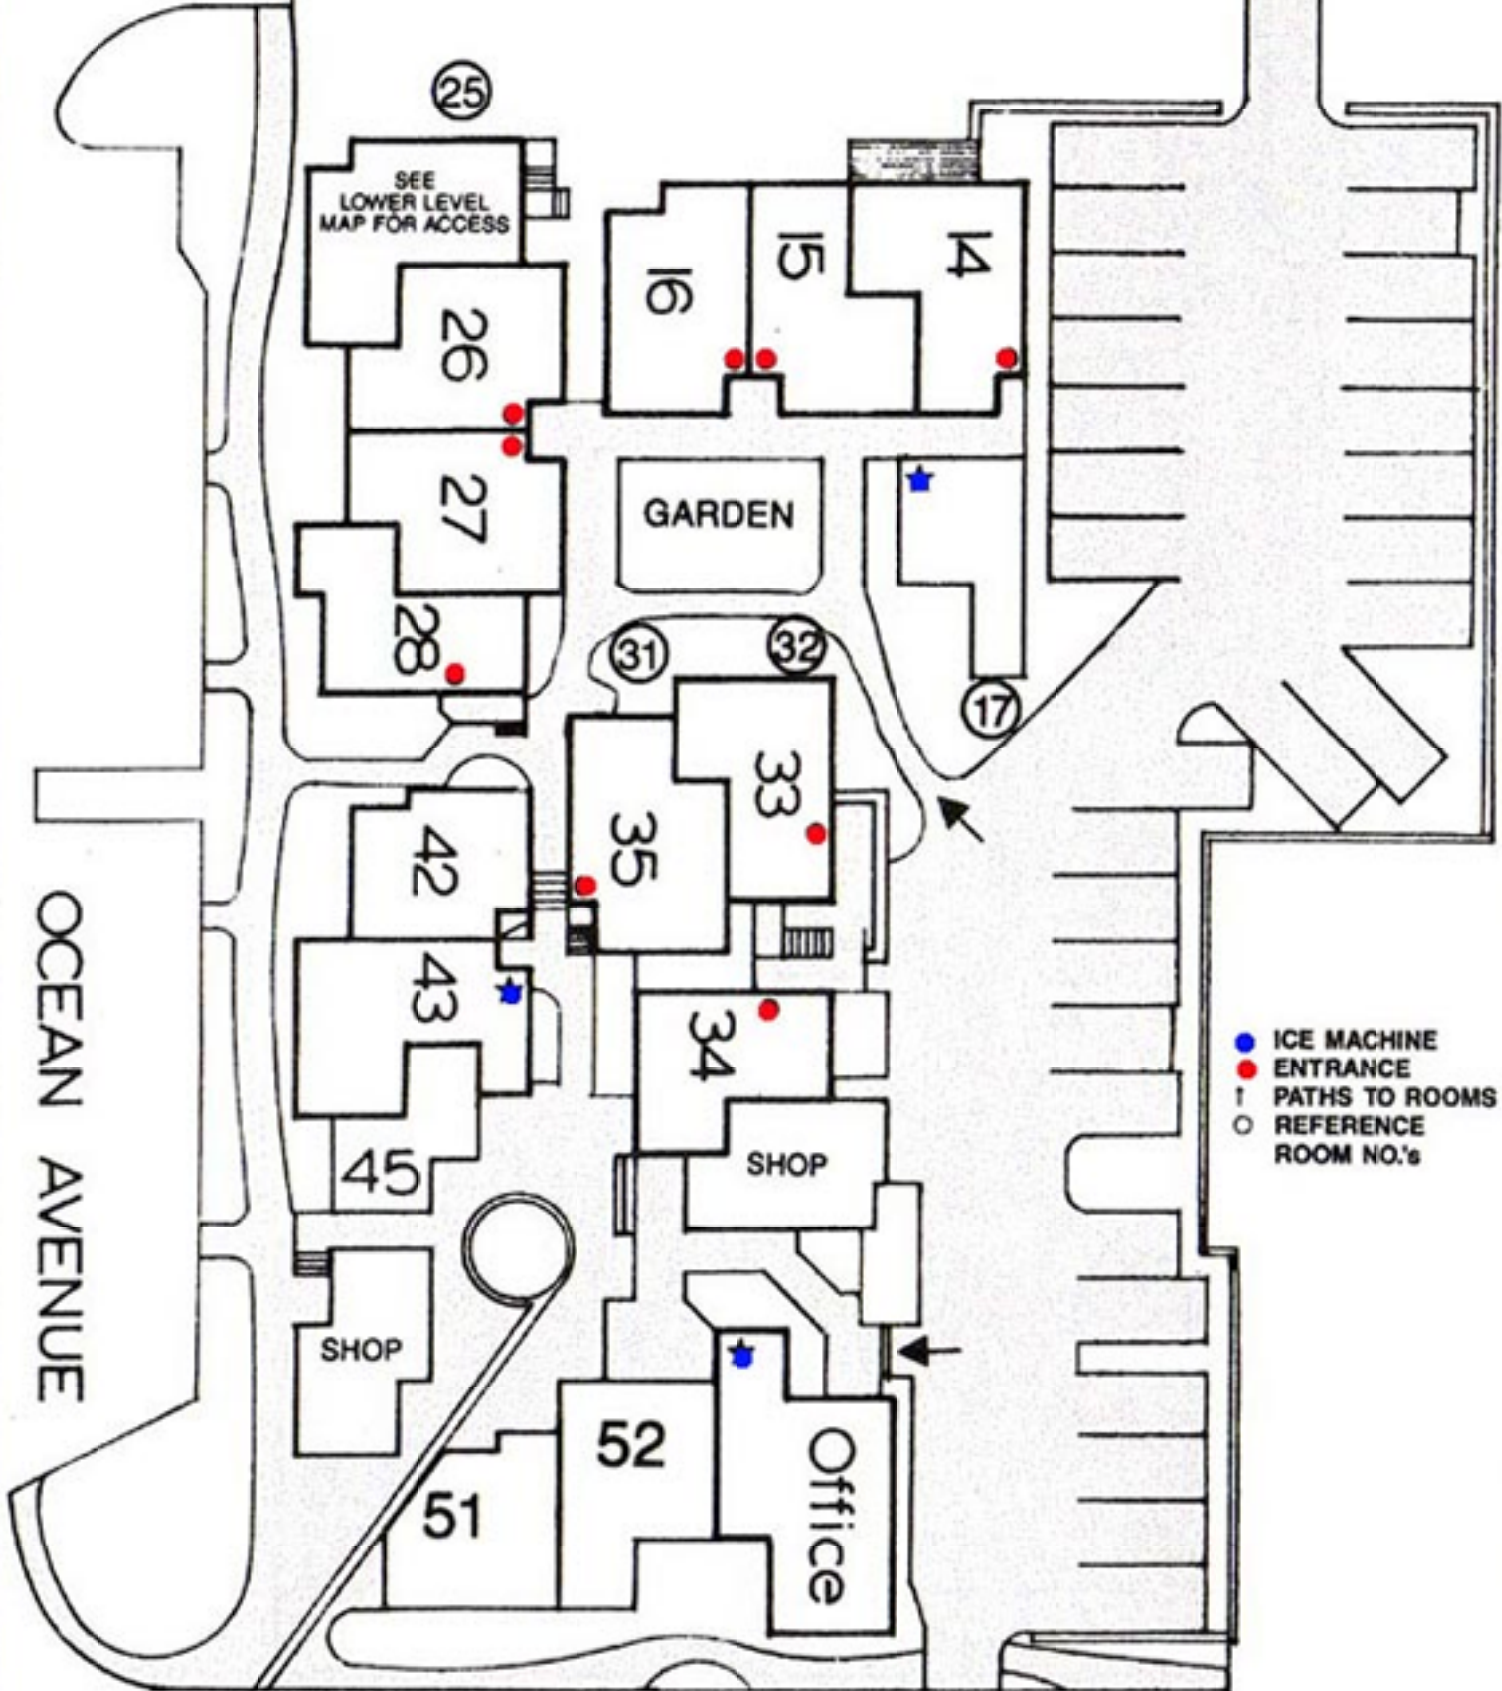 25
SEE
LOWER LEVEL
MAP FOR ACCESS
16
15
14
26
27
GARDEN
28
31
32
17
33
35
42
43
34
SHOP
45
SHOP
52
51
Office
OCEAN AVENUE
ICE MACHINE
ENTRANCE
PATHS TO ROOMS
REFERENCE
ROOM NO.'s